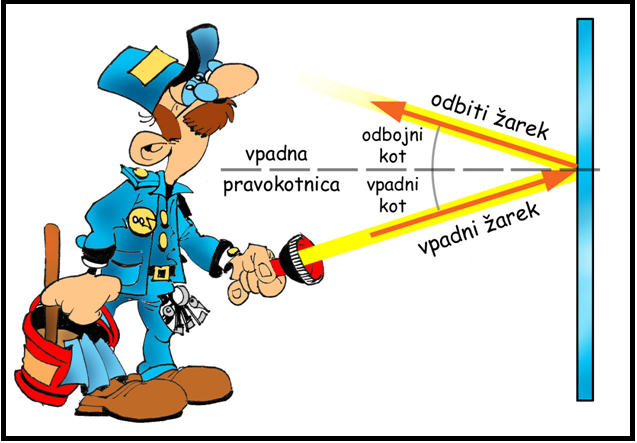 odbiti žarek
odbojni
kot
vpadna
pravokotnica
vpadni
kot
vpadni žarek